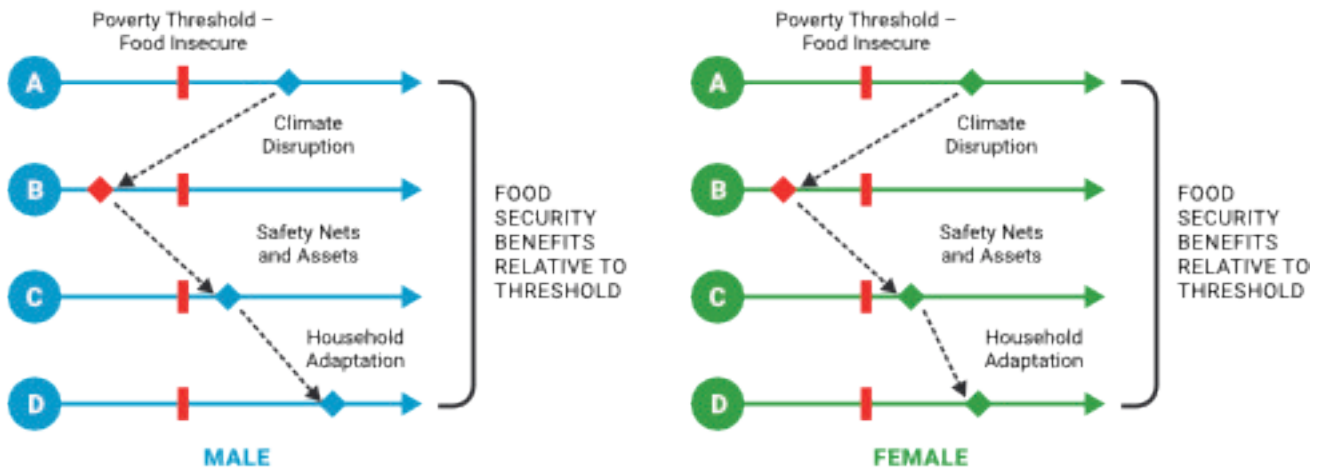 Poverty Threshold –
Food Insecure
A
Climate
Disruption
B
Safety Nets
and Assets
C
Household
Adaptation
D
FOOD
SECURITY
BENEFITS
RELATIVE TO
THRESHOLD
MALE
Poverty Threshold –
Food Insecure
A
Climate
Disruption
B
Safety Nets
and Assets
C
Household
Adaptation
D
FOOD
SECURITY
BENEFITS
RELATIVE TO
THRESHOLD
FEMALE